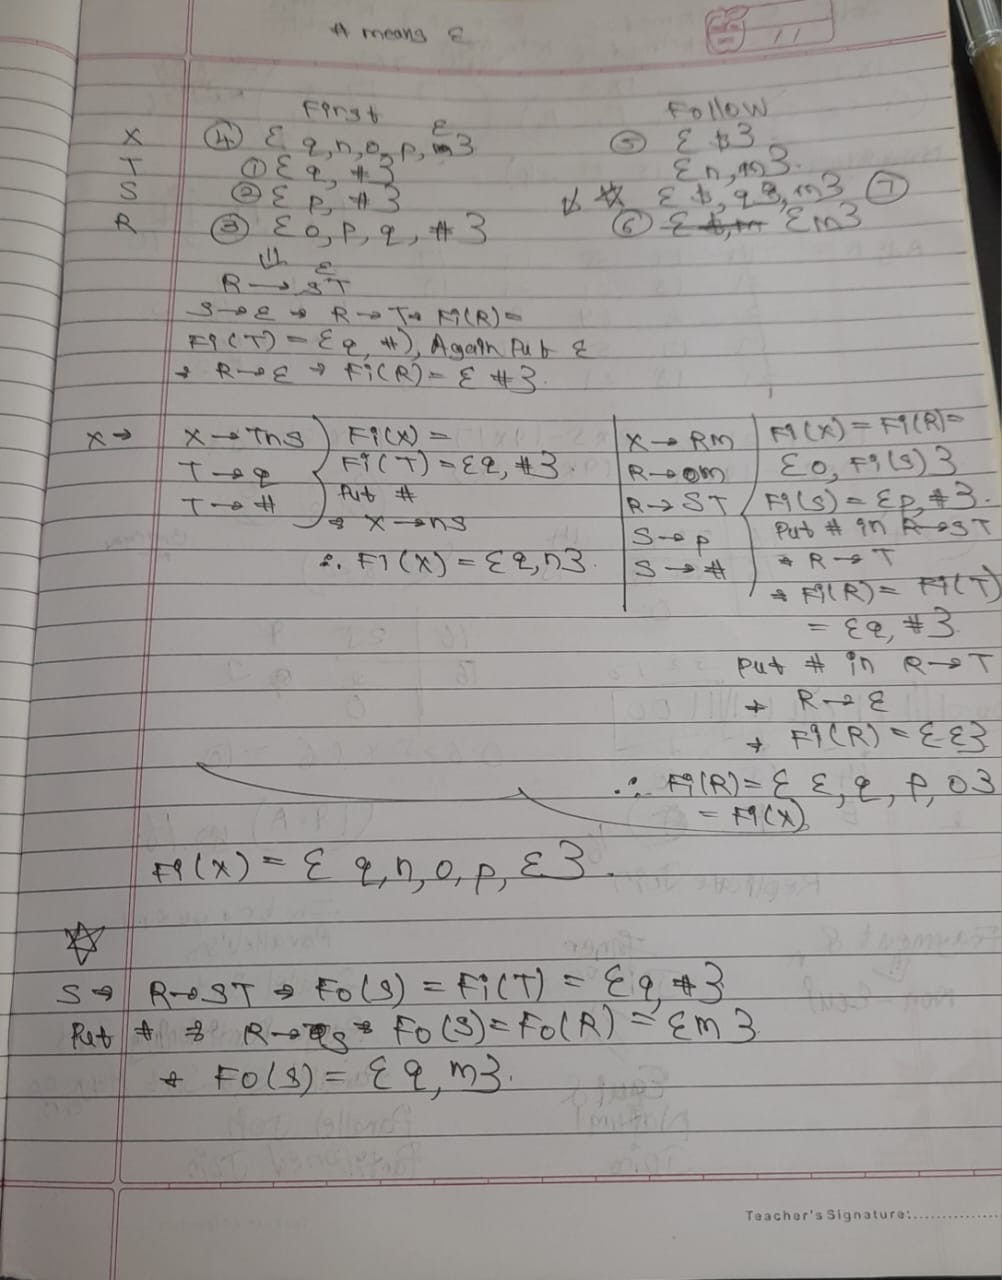 # means ε
First Follow
X ④ { q, n, o, p, m} ε ⑤ { $ }
T ① { q, # } { n, m }.
S ② { p, # } { $, q, m } ⑦
R ③ { o, p, q, # } ⑥ { $, m { m }
⇓ ε
R → ST
S → ε → R → T → Fi(R) =
Fi(T) = { q, #), Again Put ε
→ R → ε → Fi(R) = { # }.
X → X → TnS Fi(X) =
T → q Fi(T) = { q, # }.
T → # Put #
→ X → nS
∴ Fi(X) = { q, n }.
X → Rm Fi(X) = Fi(R) =
R → om { o, Fi(S) }
R → ST Fi(S) = { p, # }.
S → p Put # in R → ST
S → # → R → T
→ Fi(R) = Fi(T)
= { q, # }.
Put # in R → T
→ R → ε
→ Fi(R) = { ε }
∴ Fi(R) = { ε, q, p, o }
= Fi(X)
Fi(X) = { q, n, o, p, ε }.
S → R → ST → Fo(S) = Fi(T) = { q, # }
Put # → R → S → Fo(S) = Fo(R) = { m }.
→ Fo(S) = { q, m }.
Teacher's Signature:................